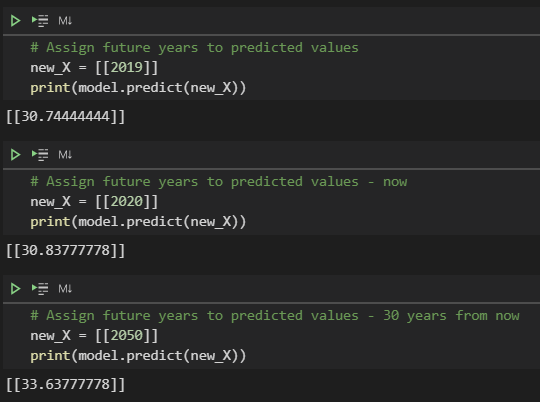 M↓
# Assign future years to predicted values
new_X = [[2019]]
print(model.predict(new_X))
[[30.74444444]]
M↓
# Assign future years to predicted values - now
new_X = [[2020]]
print(model.predict(new_X))
[[30.83777778]]
M↓
# Assign future years to predicted values - 30 years from now
new_X = [[2050]]
print(model.predict(new_X))
[[33.63777778]]